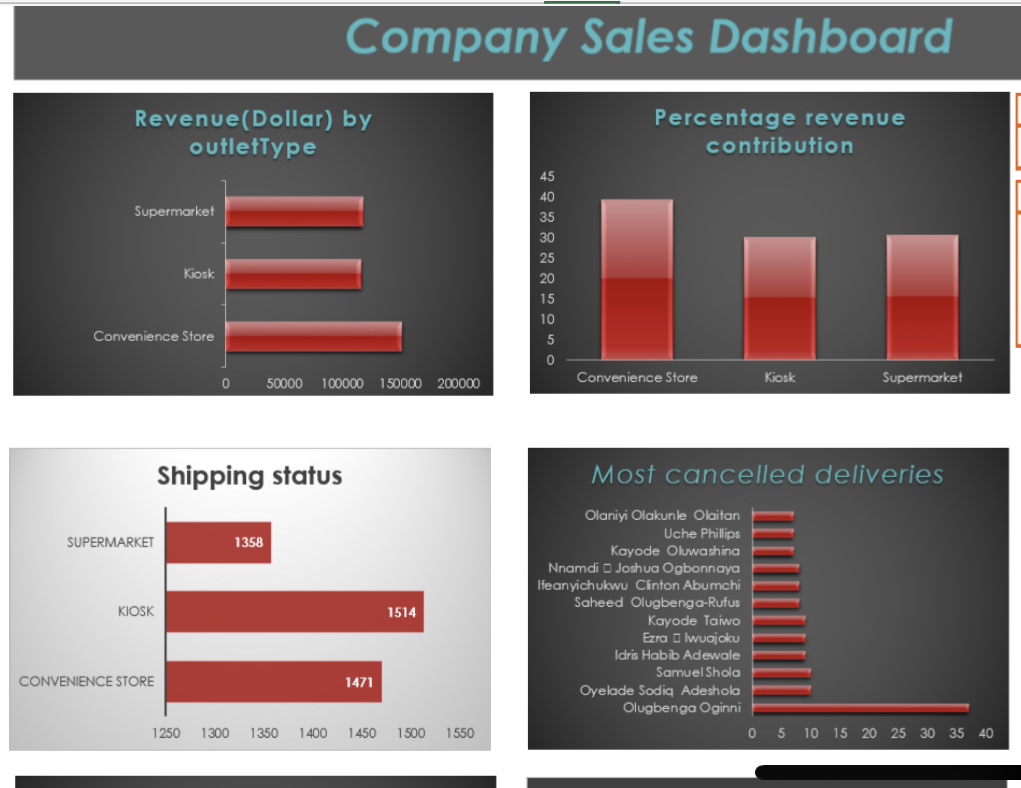 Company Sales Dashboard
Revenue(Dollar) by
outletType
Supermarket
Kiosk
Convenience Store
0 50000 100000 150000 200000
Percentage revenue
contribution
45
40
35
30
25
20
15
10
5
0
Convenience Store Kiosk Supermarket
Shipping status
SUPERMARKET 1358
KIOSK 1514
CONVENIENCE STORE 1471
1250 1300 1350 1400 1450 1500 1550
Most cancelled deliveries
Olaniyi Olakunle Olaitan
Uche Phillips
Kayode Oluwashina
Nnamdi □ Joshua Ogbonnaya
Ifeanyichukwu Clinton Abumchi
Saheed Olugbenga-Rufus
Kayode Taiwo
Ezra □ Iwuajoku
Idris Habib Adewale
Samuel Shola
Oyelade Sodiq Adeshola
Olugbenga Oginni
0 5 10 15 20 25 30 35 40